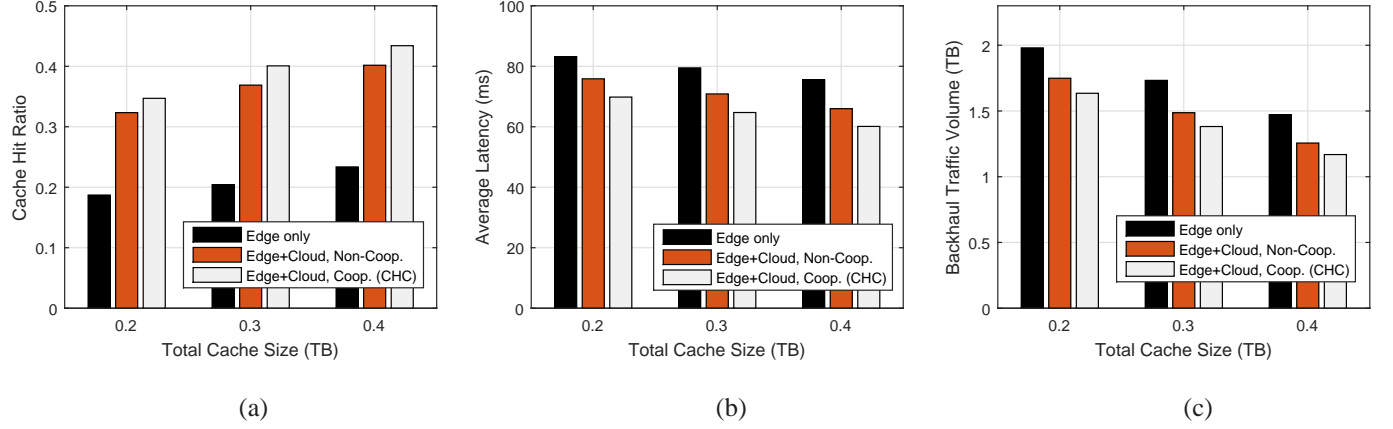 Cache Hit Ratio
0.5
0.4
0.3
0.2
0.1
0
0.2
0.3
0.4
Total Cache Size (TB)
Edge only
Edge+Cloud, Non-Coop.
Edge+Cloud, Coop. (CHC)
(a)
Average Latency (ms)
100
80
60
40
20
0
0.2
0.3
0.4
Total Cache Size (TB)
Edge only
Edge+Cloud, Non-Coop.
Edge+Cloud, Coop. (CHC)
(b)
Backhaul Traffic Volume (TB)
2
1.5
1
0.5
0
0.2
0.3
0.4
Total Cache Size (TB)
Edge only
Edge+Cloud, Non-Coop.
Edge+Cloud, Coop. (CHC)
(c)